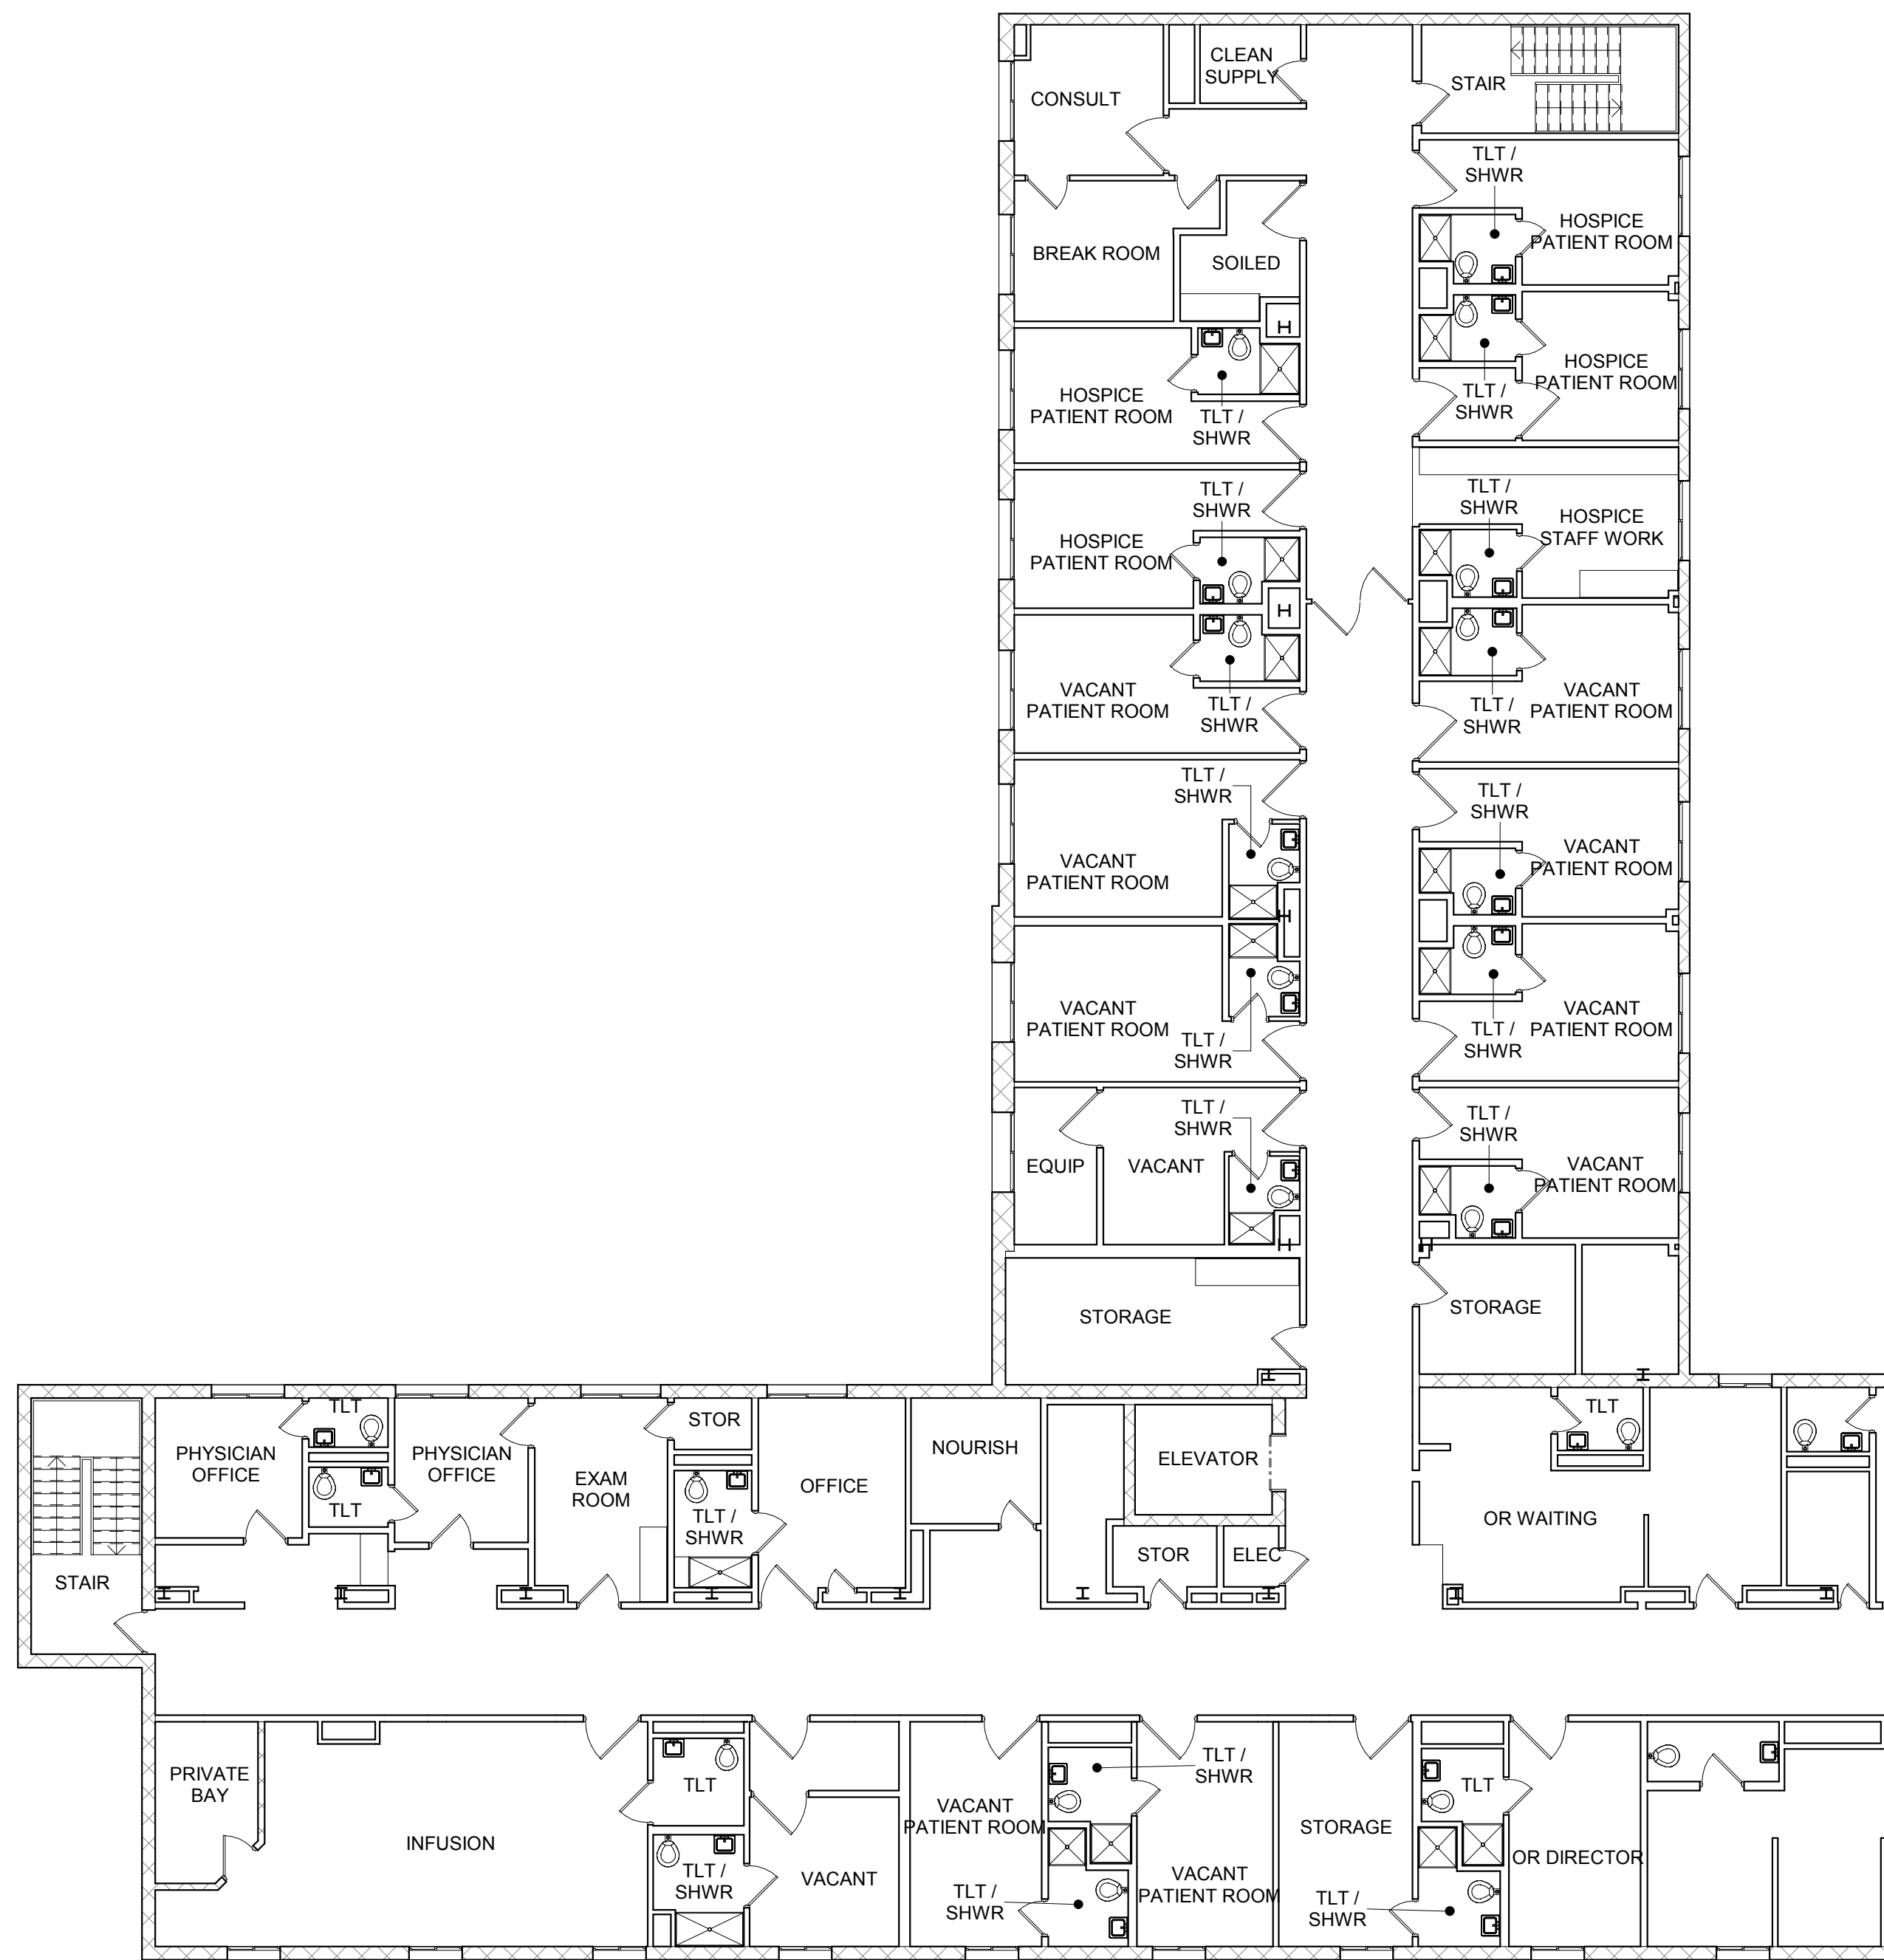 CLEAN
SUPPLY
STAIR
CONSULT
TLT /
SHWR
HOSPICE
PATIENT ROOM
BREAK ROOM
SOILED
HOSPICE
PATIENT ROOM
TLT /
SHWR
HOSPICE
PATIENT ROOM
TLT /
SHWR
TLT /
SHWR
HOSPICE
PATIENT ROOM
TLT /
SHWR
HOSPICE
STAFF WORK
VACANT
PATIENT ROOM
TLT /
SHWR
TLT /
SHWR
VACANT
PATIENT ROOM
TLT /
SHWR
VACANT
PATIENT ROOM
TLT /
SHWR
VACANT
PATIENT ROOM
VACANT
PATIENT ROOM
TLT /
SHWR
TLT /
SHWR
VACANT
PATIENT ROOM
TLT /
SHWR
EQUIP
VACANT
TLT /
SHWR
VACANT
PATIENT ROOM
STORAGE
STORAGE
TLT
STOR
TLT
PHYSICIAN
OFFICE
PHYSICIAN
OFFICE
NOURISH
ELEVATOR
EXAM
ROOM
OFFICE
TLT
TLT /
SHWR
OR WAITING
STAIR
STOR
ELEC
PRIVATE
BAY
TLT
TLT /
SHWR
TLT
INFUSION
VACANT
PATIENT ROOM
STORAGE
OR DIRECTOR
TLT /
SHWR
VACANT
VACANT
PATIENT ROOM
TLT /
SHWR
TLT /
SHWR